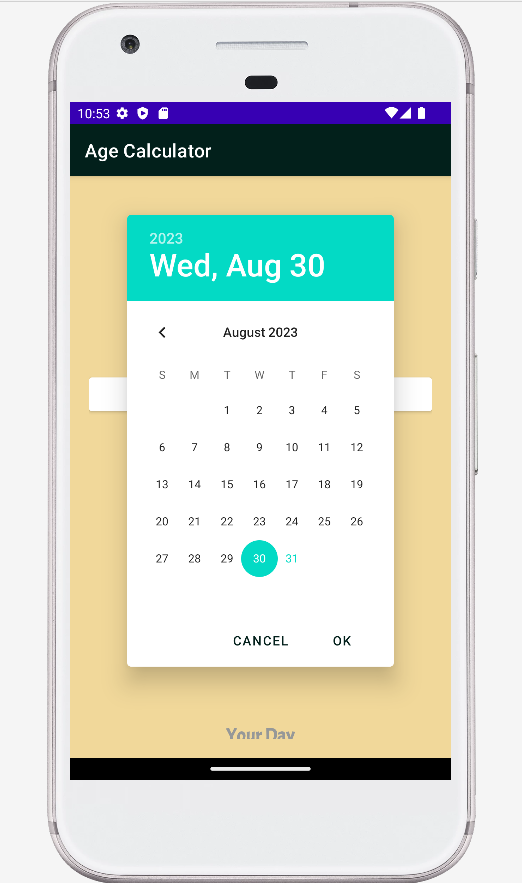 10:53
Age Calculator
2023
Wed, Aug 30
August 2023
S M T W T F S
1 2 3 4 5
6 7 8 9 10 11 12
13 14 15 16 17 18 19
20 21 22 23 24 25 26
27 28 29 30 31
CANCEL OK
Your Day